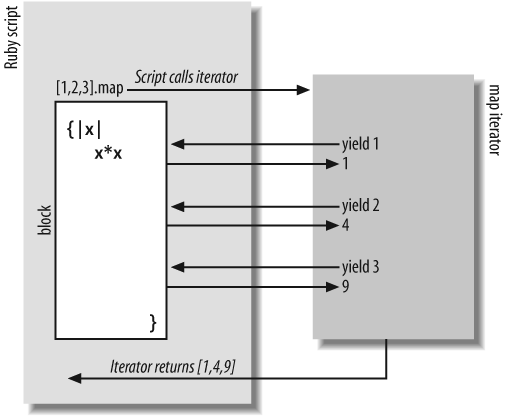 Ruby script
[1,2,3].map
Script calls iterator
map iterator
{|x|
x*x
block
yield 1
1
yield 2
4
yield 3
9
}
Iterator returns [1,4,9]